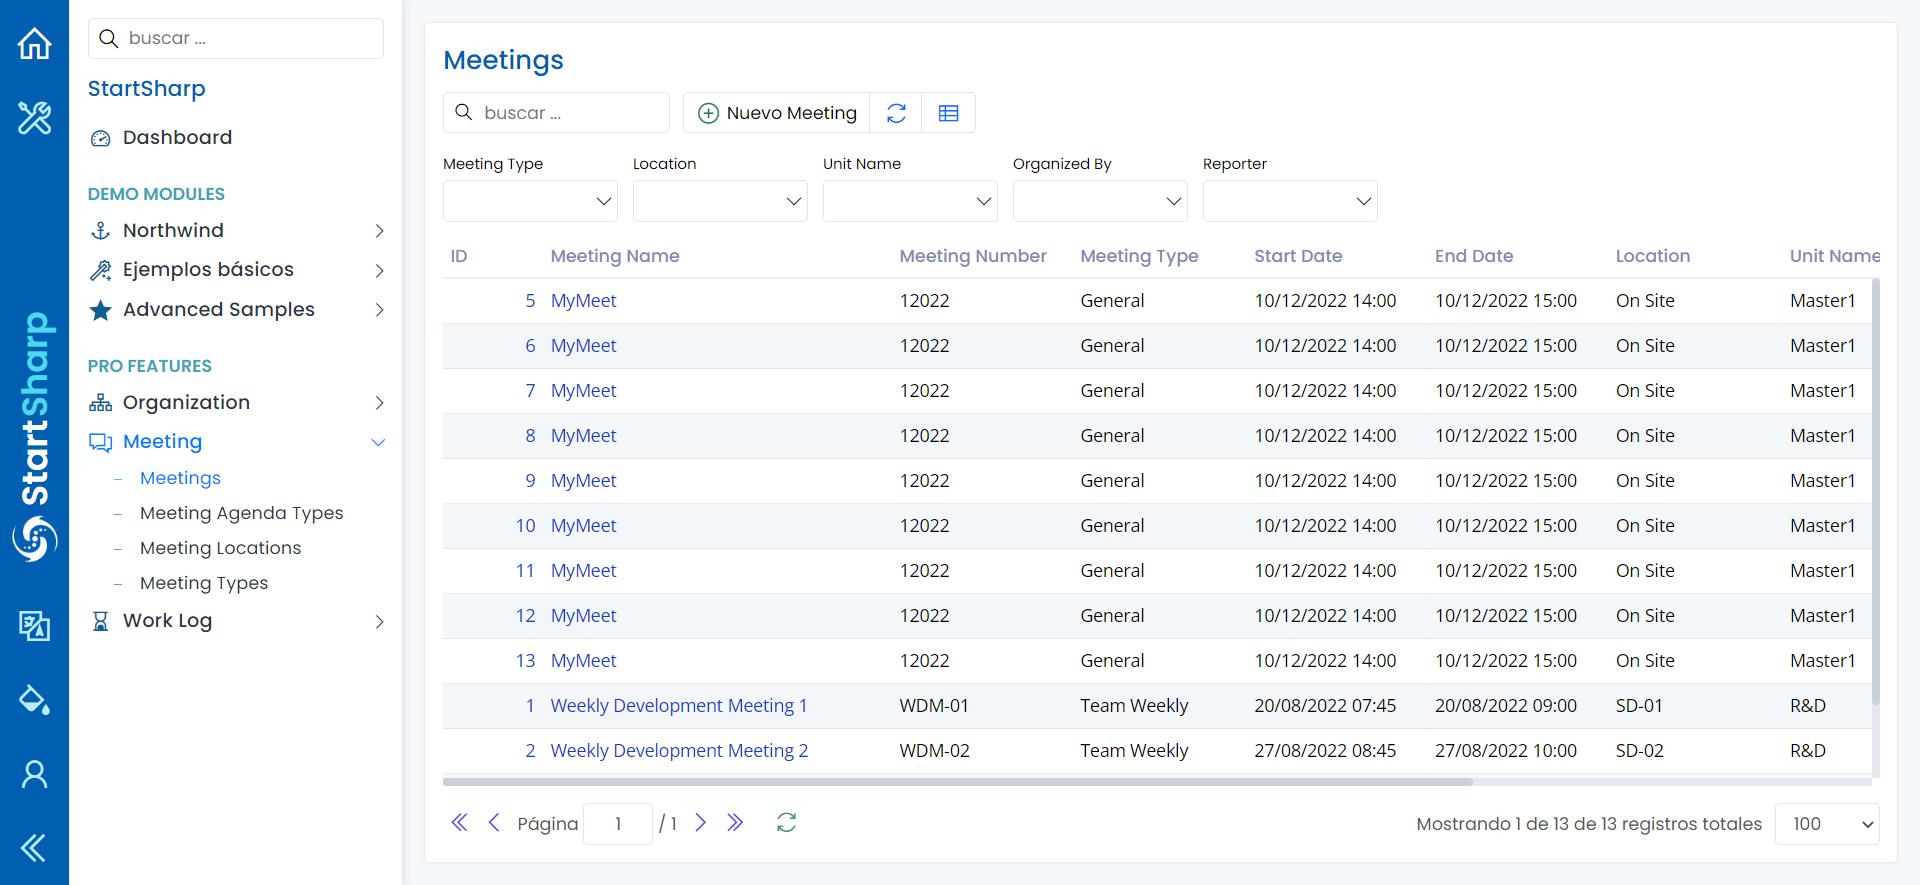 StartSharp
buscar ...
StartSharp
Dashboard
DEMO MODULES
Northwind
Ejemplos básicos
Advanced Samples
PRO FEATURES
Organization
Meeting
Meetings
Meeting Agenda Types
Meeting Locations
Meeting Types
Work Log
Meetings
buscar ...
Nuevo Meeting
Meeting Type Location Unit Name Organized By Reporter
ID Meeting Name Meeting Number Meeting Type Start Date End Date Location Unit Name
5 MyMeet 12022 General 10/12/2022 14:00 10/12/2022 15:00 On Site Master1
6 MyMeet 12022 General 10/12/2022 14:00 10/12/2022 15:00 On Site Master1
7 MyMeet 12022 General 10/12/2022 14:00 10/12/2022 15:00 On Site Master1
8 MyMeet 12022 General 10/12/2022 14:00 10/12/2022 15:00 On Site Master1
9 MyMeet 12022 General 10/12/2022 14:00 10/12/2022 15:00 On Site Master1
10 MyMeet 12022 General 10/12/2022 14:00 10/12/2022 15:00 On Site Master1
11 MyMeet 12022 General 10/12/2022 14:00 10/12/2022 15:00 On Site Master1
12 MyMeet 12022 General 10/12/2022 14:00 10/12/2022 15:00 On Site Master1
13 MyMeet 12022 General 10/12/2022 14:00 10/12/2022 15:00 On Site Master1
1 Weekly Development Meeting 1 WDM-01 Team Weekly 20/08/2022 07:45 20/08/2022 09:00 SD-01 R&D
2 Weekly Development Meeting 2 WDM-02 Team Weekly 27/08/2022 08:45 27/08/2022 10:00 SD-02 R&D
Página 1 / 1
Mostrando 1 de 13 de 13 registros totales 100